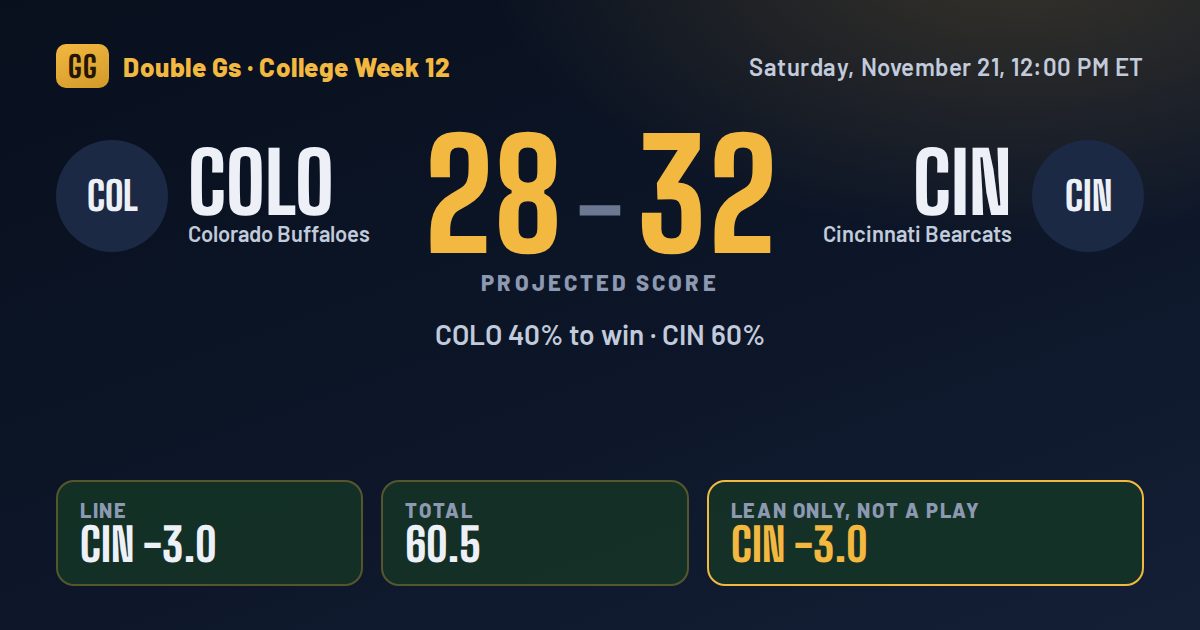 GG Double Gs · College Week 12
Saturday, November 21, 12:00 PM ET
COL
COLO
Colorado Buffaloes
28 – 32
PROJECTED SCORE
COLO 40% to win · CIN 60%
CIN
Cincinnati Bearcats
CIN
LINE
CIN −3.0
TOTAL
60.5
LEAN ONLY, NOT A PLAY
CIN −3.0